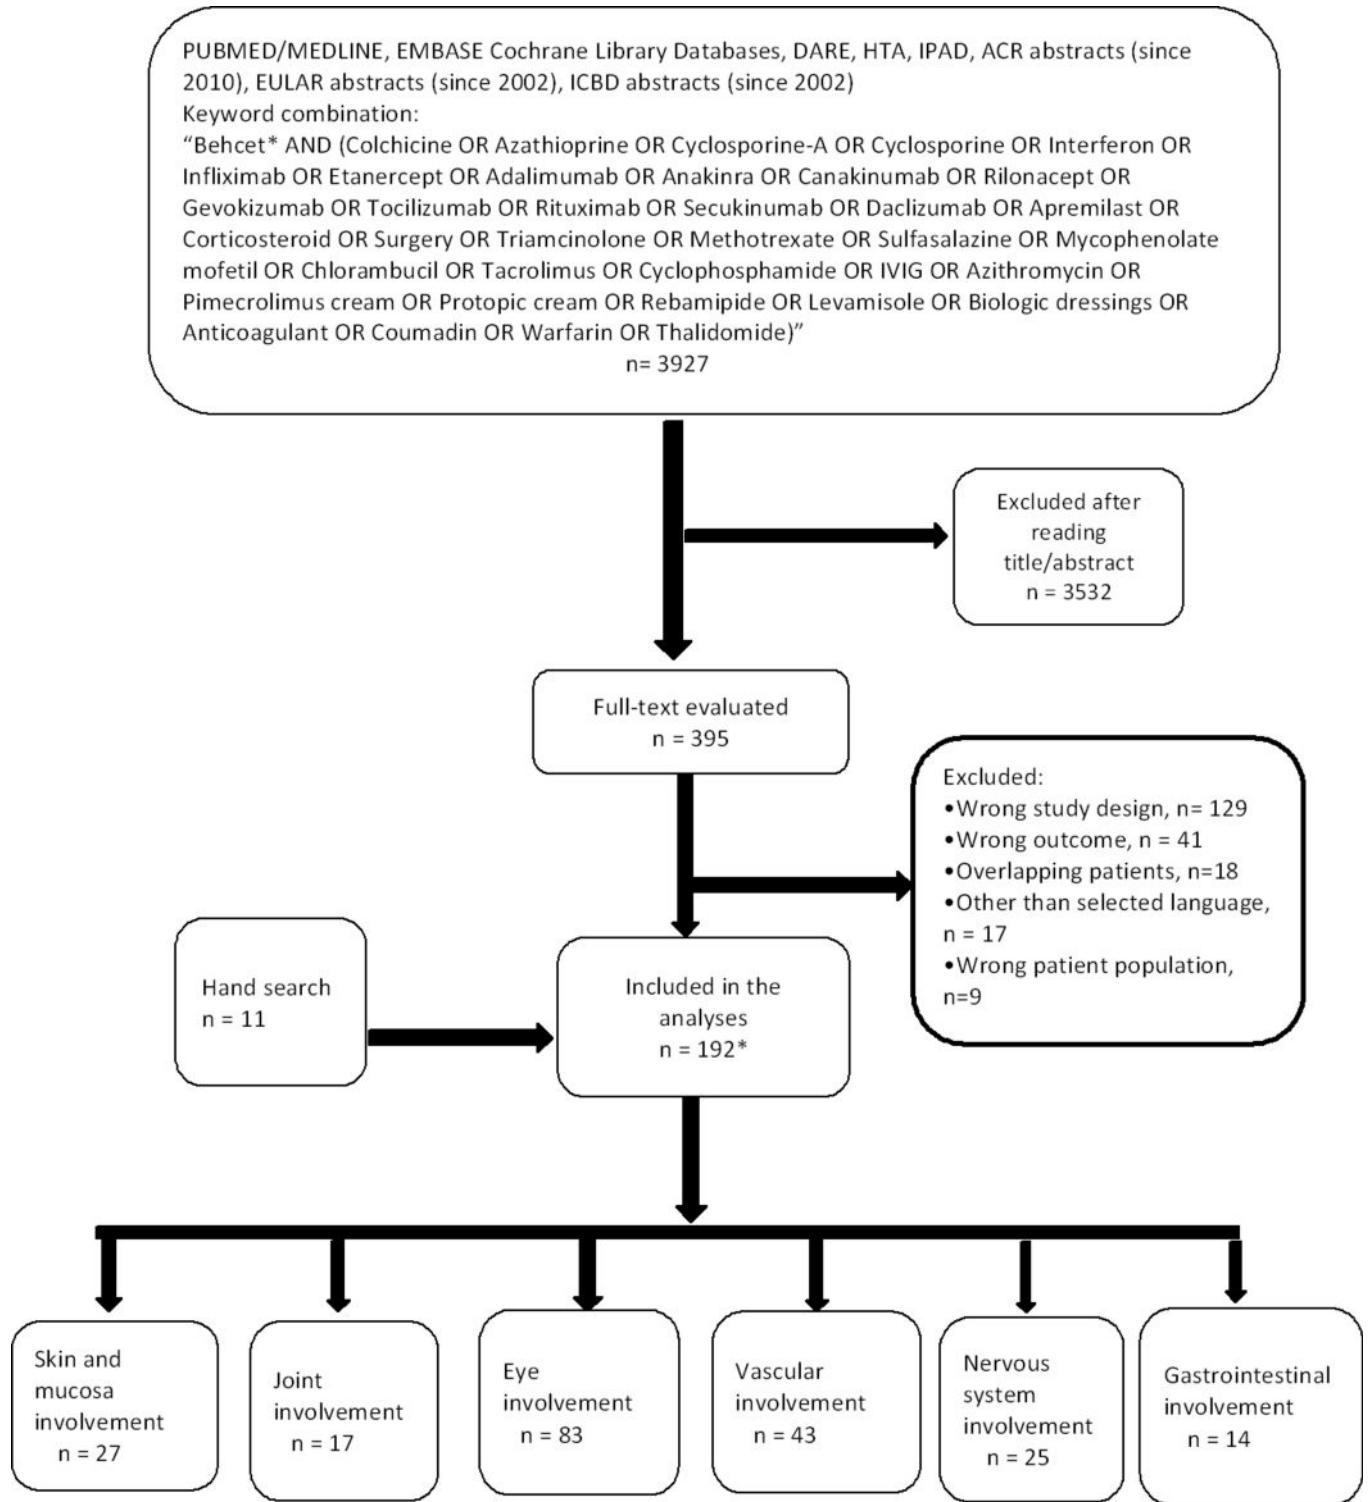 PUBMED/MEDLINE, EMBASE Cochrane Library Databases, DARE, HTA, IPAD, ACR abstracts (since
2010), EULAR abstracts (since 2002), ICBD abstracts (since 2002)
Keyword combination:
“Behcet* AND (Colchicine OR Azathioprine OR Cyclosporine-A OR Cyclosporine OR Interferon OR
Infliximab OR Etanercept OR Adalimumab OR Anakinra OR Canakinumab OR Rilonacept OR
Gevokizumab OR Tocilizumab OR Rituximab OR Secukinumab OR Daclizumab OR Apremilast OR
Corticosteroid OR Surgery OR Triamcinolone OR Methotrexate OR Sulfasalazine OR Mycophenolate
mofetil OR Chlorambucil OR Tacrolimus OR Cyclophosphamide OR IVIG OR Azithromycin OR
Pimecrolimus cream OR Protopic cream OR Rebamipide OR Levamisole OR Biologic dressings OR
Anticoagulant OR Coumadin OR Warfarin OR Thalidomide)”
n= 3927
Excluded after
reading
title/abstract
n = 3532
Full-text evaluated
n = 395
Excluded:
•Wrong study design, n= 129
•Wrong outcome, n = 41
•Overlapping patients, n=18
•Other than selected language,
n = 17
•Wrong patient population,
n=9
Hand search
n = 11
Included in the
analyses
n = 192*
Skin and
mucosa
involvement
n = 27
Joint
involvement
n = 17
Eye
involvement
n = 83
Vascular
involvement
n = 43
Nervous
system
involvement
n = 25
Gastrointestinal
involvement
n = 14